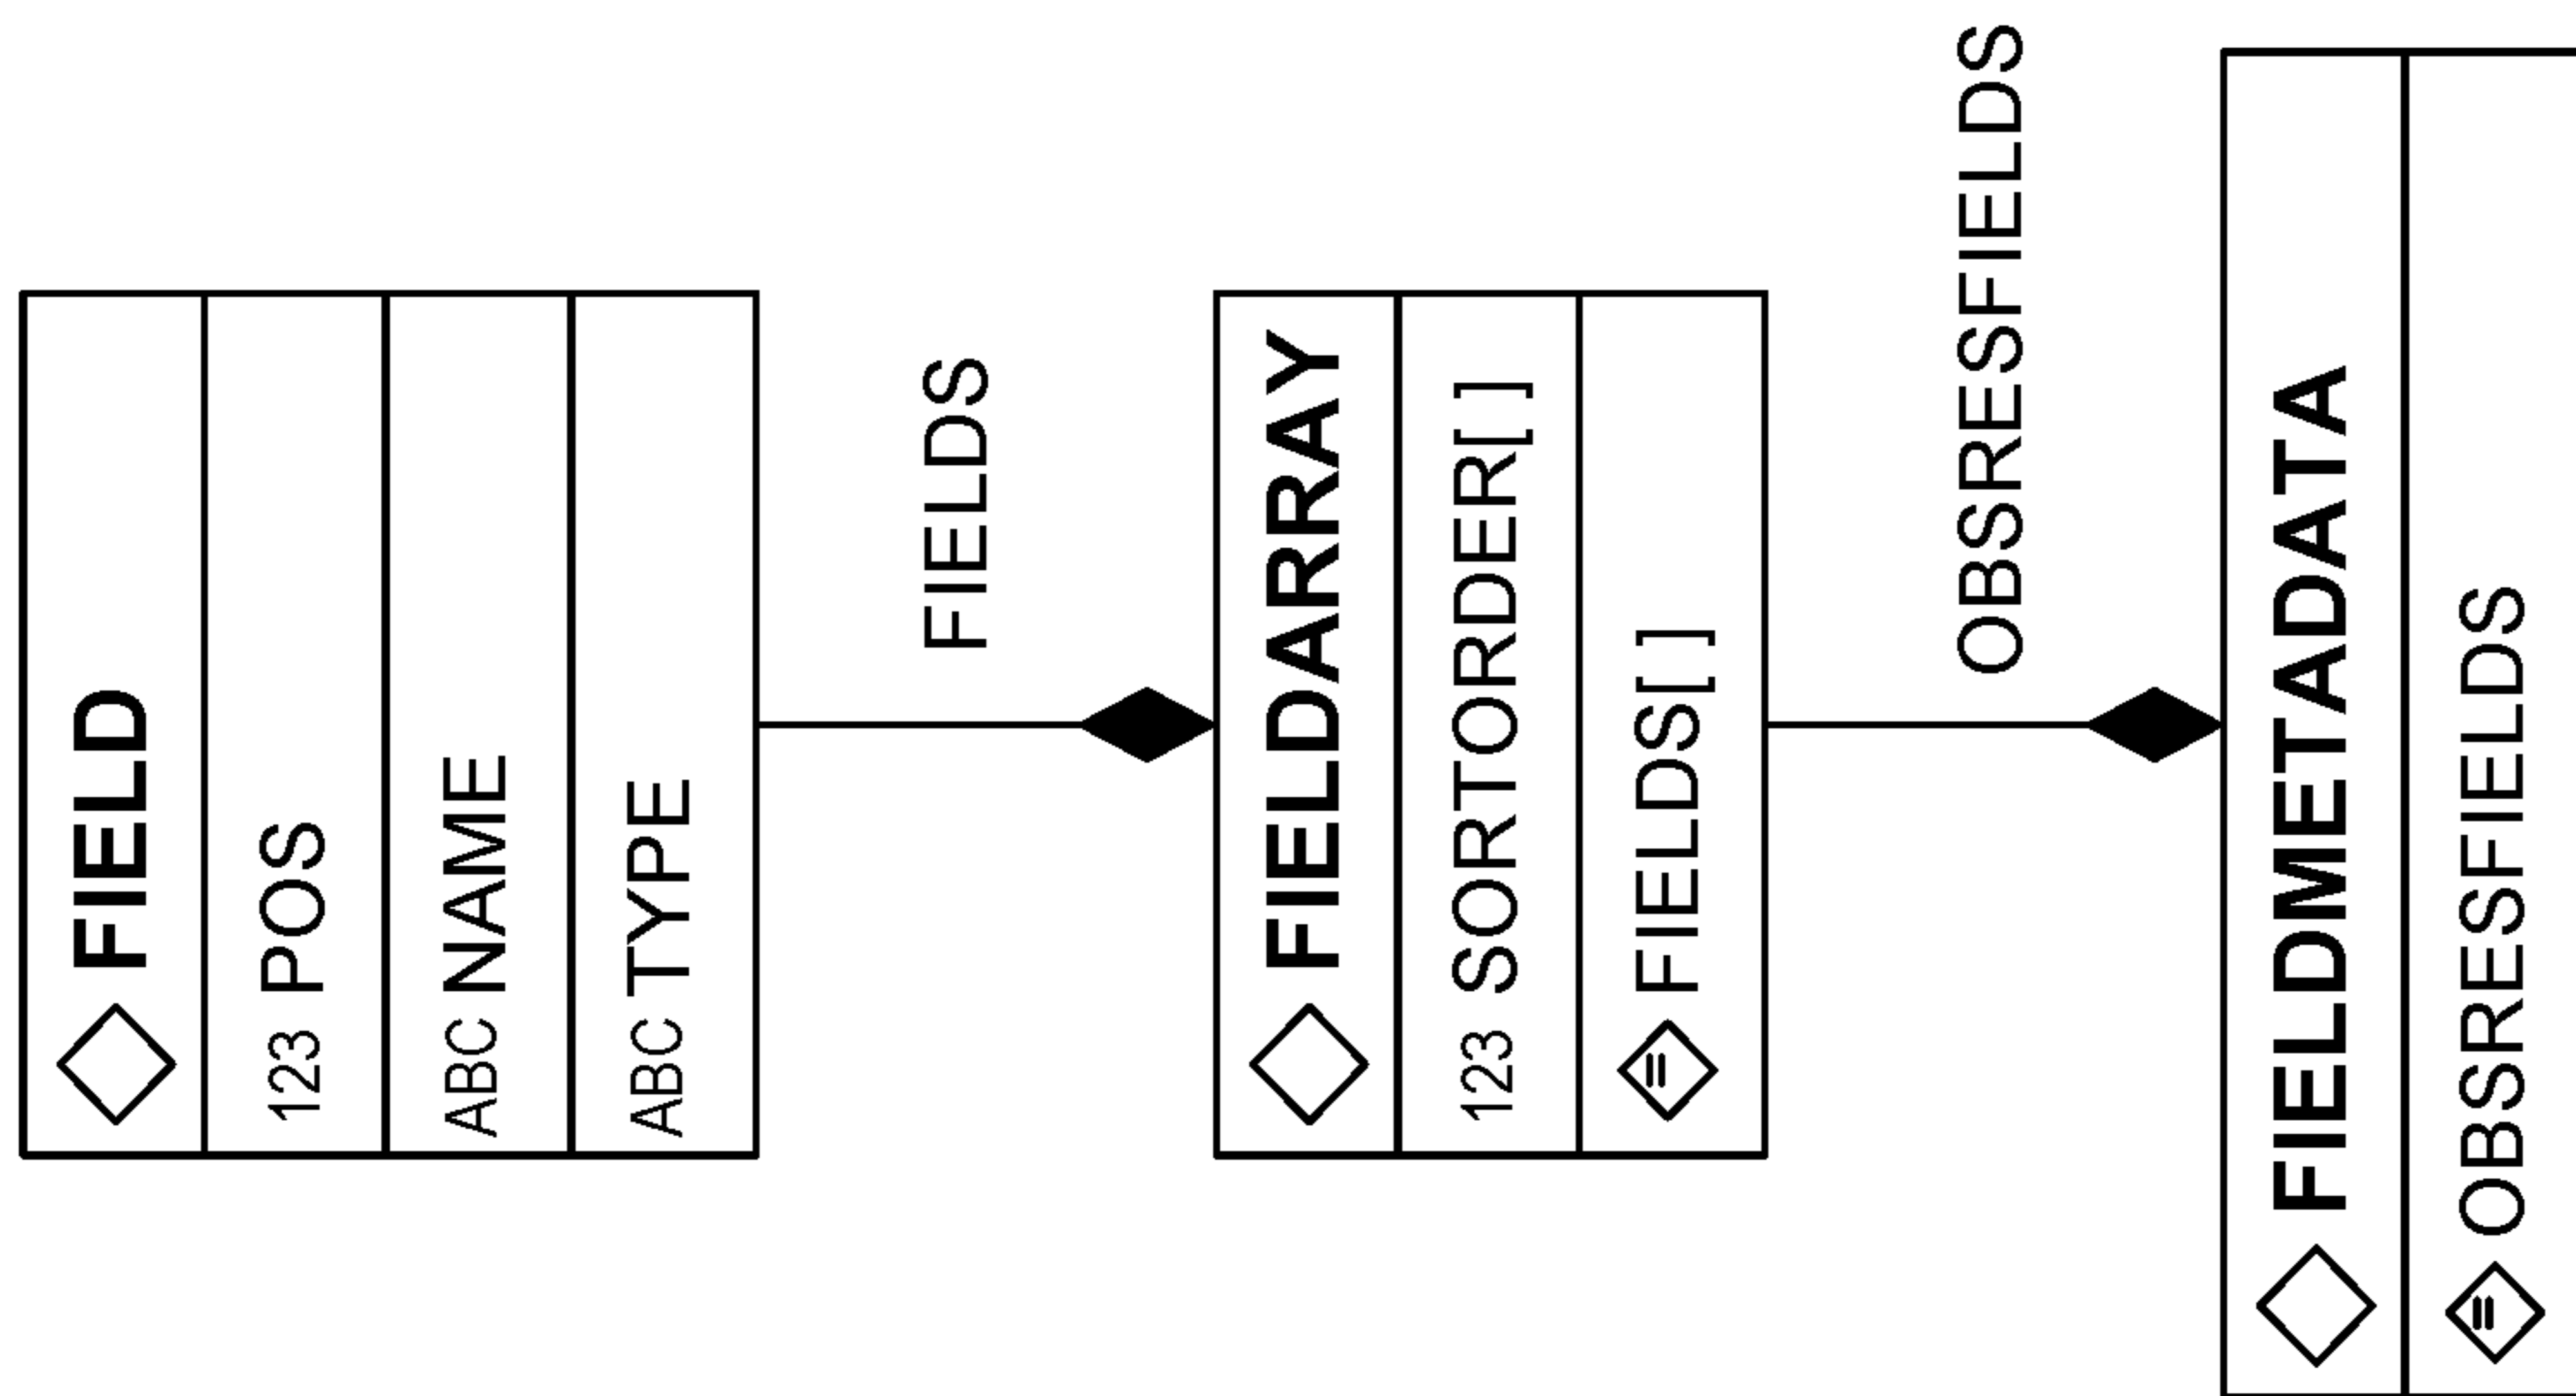 FIELD
123 POS
ABC NAME
ABC TYPE
FIELDS
FIELDARRAY
123 SORTORDER[ ]
FIELDS[ ]
OBSRESFIELDS
FIELDMETADATA
OBSRESFIELDS